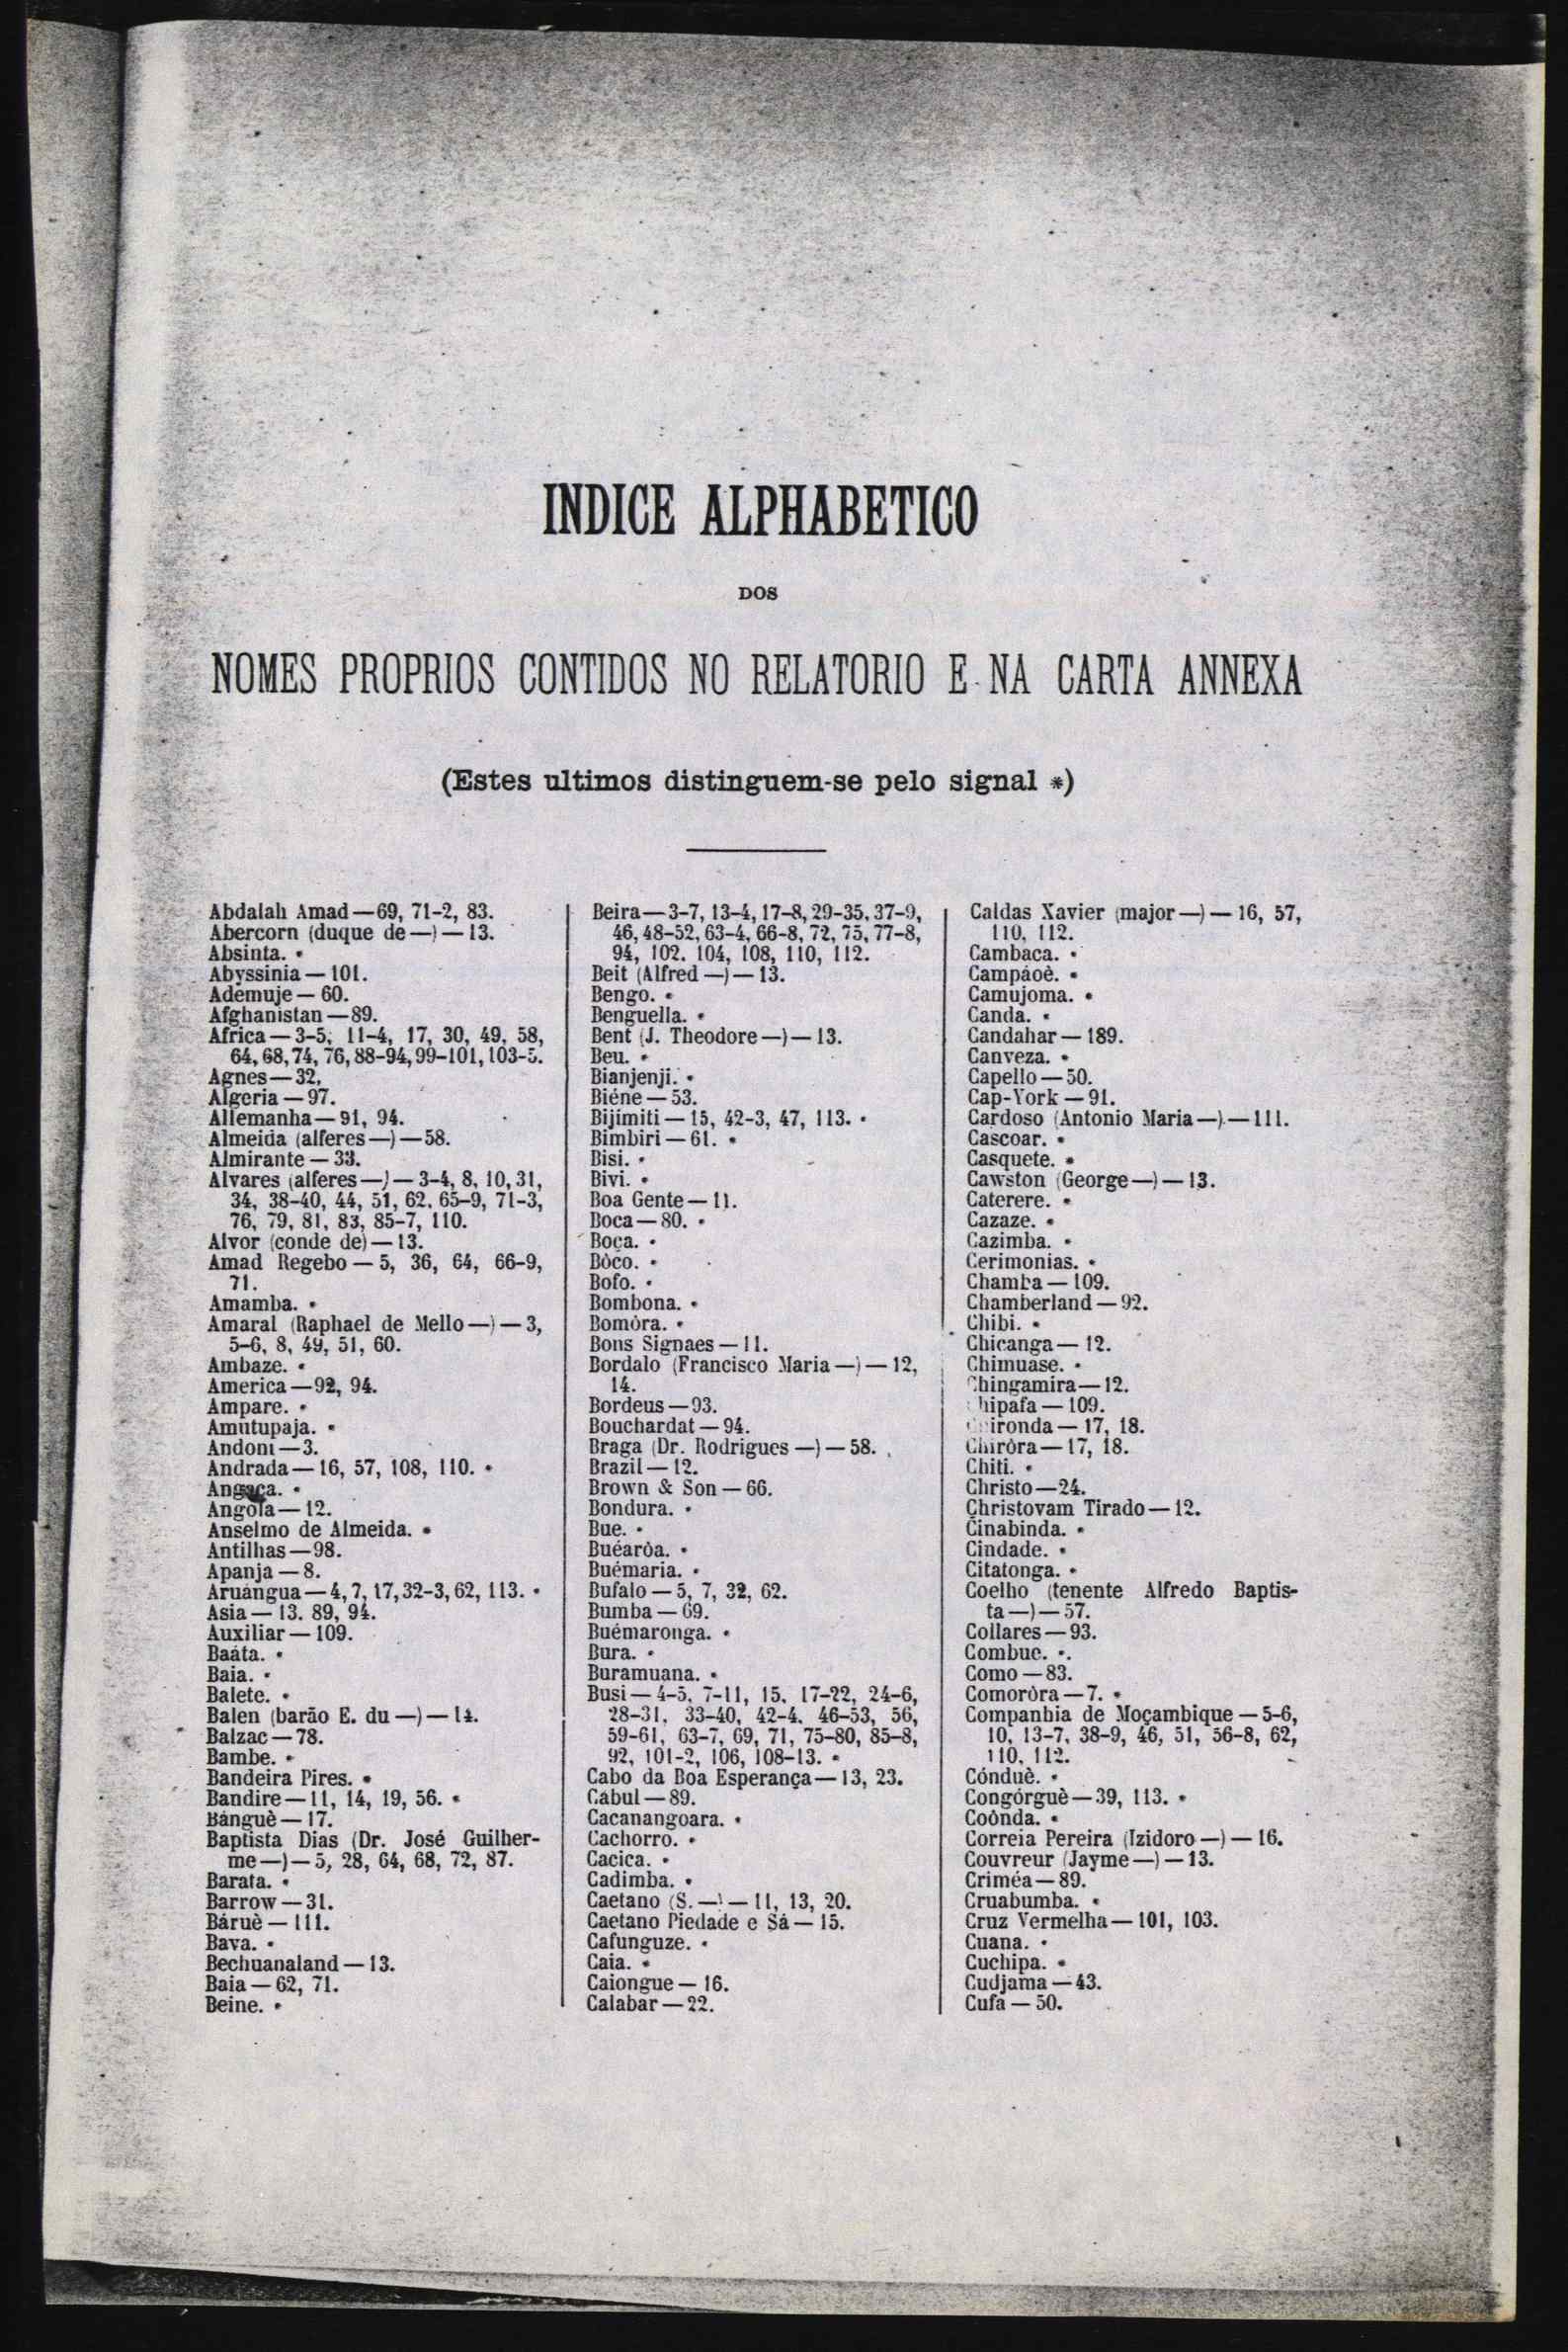 INDICE ALPHABETICO
DOS
NOMES PROPRIOS CONTIDOS NO RELATORIO E NA CARTA ANNEXA
(Estes ultimos distinguem-se pelo signal *)
Abdalah Amad — 69, 71-2, 83.
Abercorn (duque de —) — 13.
Absinta. *
Abyssinia — 101.
Ademuje — 60.
Afghanistan — 89.
Africa — 3-5, 11-4, 17, 30, 49, 58,
64, 68, 74, 76, 88-94, 99-101, 103-5.
Agnes — 32.
Algeria — 97.
Allemanha — 91, 94.
Almeida (alferes —) — 58.
Almirante — 33.
Alvares (alferes —) — 3-4, 8, 10, 31,
34, 38-40, 44, 51, 62, 65-9, 71-3,
76, 79, 81, 83, 85-7, 110.
Alvor (conde de) — 13.
Amad Regebo — 5, 36, 64, 66-9,
71.
Amamba. *
Amaral (Raphael de Mello —) — 3,
5-6, 8, 49, 51, 60.
Ambaze. *
America — 92, 94.
Ampare. *
Amutupaja. *
Andoni — 3.
Andrada — 16, 57, 108, 110. *
Angola — 12.
Anselmo de Almeida. *
Antilhas — 98.
Apanja — 8.
Aruângua — 4, 7, 17, 32-3, 62, 113. *
Asia — 13. 89, 94.
Auxiliar — 109.
Baáta. *
Baia. *
Balete. *
Balen (barão E. du —) — 14.
Balzac — 78.
Bambe. *
Bandeira Pires. *
Bandire — 11, 14, 19, 56. *
Bánguè — 17.
Baptista Dias (Dr. José Guilher-
me —) — 5, 28, 64, 68, 72, 87.
Barata. *
Barrow — 31.
Báruè — 111.
Bava. *
Bechuanaland — 13.
Baia — 62, 71.
Beine. *
Beira — 3-7, 13-4, 17-8, 29-35, 37-9,
46, 48-52, 63-4, 66-8, 72, 75, 77-8,
94, 102. 104, 108, 110, 112.
Beit (Alfred —) — 13.
Bengo. *
Benguella. *
Bent (J. Theodore —) — 13.
Beu. *
Bianjenji. *
Biéne — 53.
Bijimiti — 15, 42-3, 47, 113. *
Bimbiri — 61. *
Bisi. *
Bivi. *
Boa Gente — 11.
Boca — 80. *
Boça. *
Bôco. *
Bofo. *
Bombona. *
Bomòra. *
Bons Signaes — 11.
Bordalo (Francisco Maria —) — 12,
14.
Bordeus — 93.
Bouchardat — 94.
Braga (Dr. Rodrigues —) — 58.
Brazil — 12.
Brown & Son — 66.
Bondura. *
Bue. *
Buéaròa. *
Buémaria. *
Bufalo — 5, 7, 32, 62.
Bumba — 69.
Buémaronga. *
Bura. *
Buramuana. *
Busi — 4-5, 7-11, 15, 17-22, 24-6,
28-31, 33-40, 42-4, 46-53, 56,
59-61, 63-7, 69, 71, 75-80, 85-8,
92, 101-2, 106, 108-13. *
Cabo da Boa Esperança — 13, 23.
Cabul — 89.
Cacanangoara. *
Cachorro. *
Cacica. *
Cadimba. *
Caetano (S. —) — 11, 13, 20.
Caetano Piedade e Sá — 15.
Cafunguze. *
Caia. *
Caiongue — 16.
Calabar — 22.
Caldas Xavier (major —) — 16, 57,
110, 112.
Cambaca. *
Campáoè. *
Camujoma. *
Canda. *
Candahar — 189.
Canveza. *
Capello — 50.
Cap-York — 91.
Cardoso (Antonio Maria —) — 111.
Cascoar. *
Casquete. *
Cawston (George —) — 13.
Caterere. *
Cazaze. *
Cazimba. *
Cerimonias. *
Chamba — 109.
Chamberland — 92.
Chibi. *
Chicanga — 12.
Chimuase. *
Chingamira — 12.
Chipafa — 109.
Chironda — 17, 18.
Chiròra — 17, 18.
Chiti. *
Christo — 24.
Christovam Tirado — 12.
Cinabinda. *
Cindade. *
Citatonga. *
Coelho (tenente Alfredo Baptis-
ta —) — 57.
Collares — 93.
Combue. *.
Como — 83.
Comoròra — 7. *
Companhia de Moçambique — 5-6,
10, 13-7, 38-9, 46, 51, 56-8, 62,
110, 112.
Cónduè. *
Congórguè — 39, 113. *
Coònda. *
Correia Pereira (Izidoro —) — 16.
Couvreur (Jayme —) — 13.
Criméa — 89.
Cruabumba. *
Cruz Vermelha — 101, 103.
Cuana. *
Cuchipa. *
Cudjama — 43.
Cufa — 50.